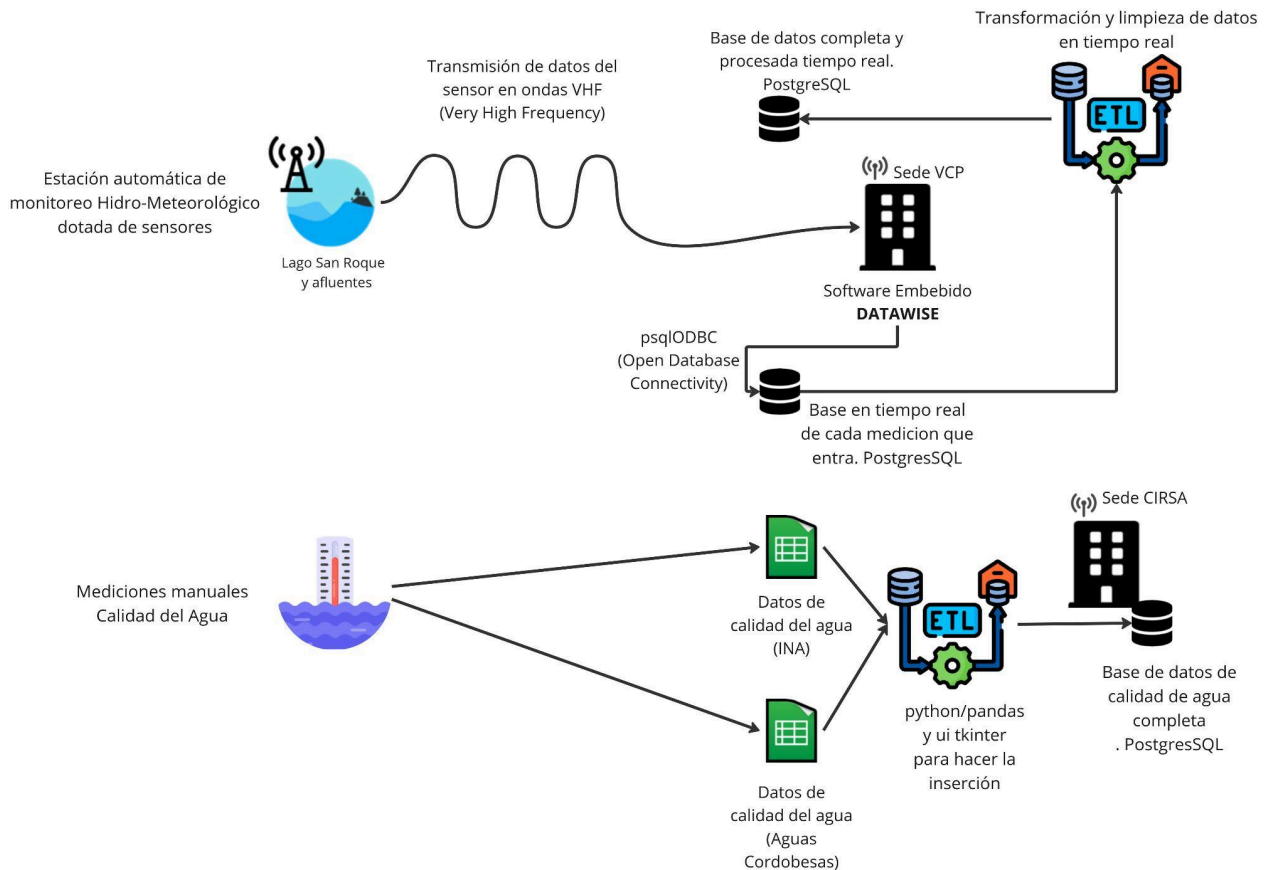 Transformación y limpieza de datos
en tiempo real
Base de datos completa y
procesada tiempo real.
PostgreSQL
Transmisión de datos del
sensor en ondas VHF
(Very High Frequency)
ETL
Estación automática de
monitoreo Hidro-Meteorológico
dotada de sensores
Lago San Roque
y afluentes
Sede VCP
Software Embebido
DATAWISE
psqlODBC
(Open Database
Connectivity)
Base en tiempo real
de cada medicion que
entra. PostgresSQL
Mediciones manuales
Calidad del Agua
Datos de
calidad del agua
(INA)
Datos de
calidad del agua
(Aguas
Cordobesas)
ETL
python/pandas
y ui tkinter
para hacer la
inserción
Sede CIRSA
Base de datos de
calidad de agua
completa
. PostgresSQL